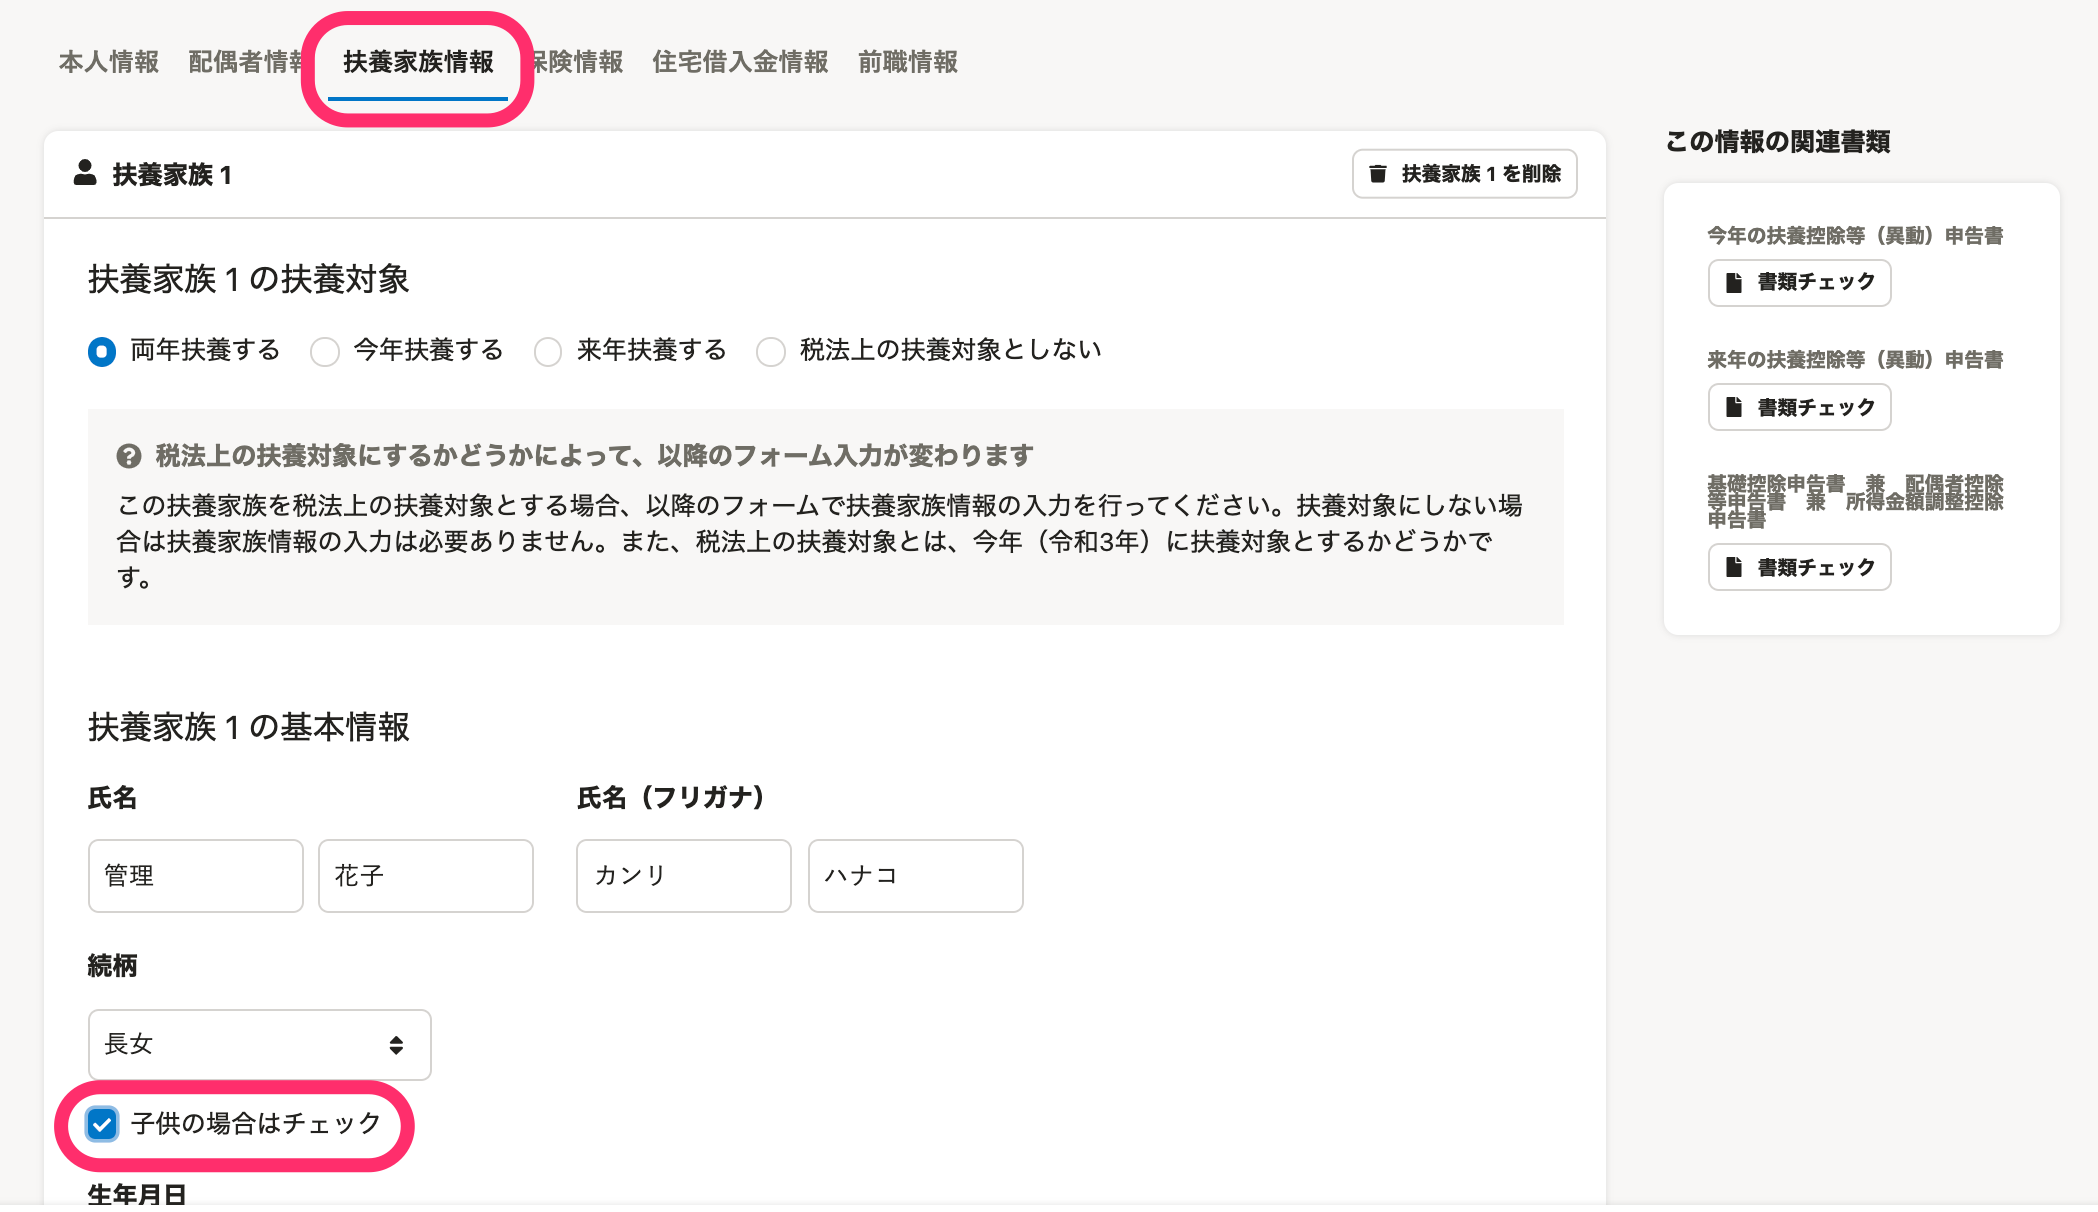 本人情報 配偶者情 扶養家族情報 保険情報 住宅借入金情報 前職情報
扶養家族 1
扶養家族 1 を削除
扶養家族 1 の扶養対象
両年扶養する 今年扶養する 来年扶養する 税法上の扶養対象としない
税法上の扶養対象にするかどうかによって、以降のフォーム入力が変わります
この扶養家族を税法上の扶養対象とする場合、以降のフォームで扶養家族情報の入力を行ってください。扶養対象にしない場
合は扶養家族情報の入力は必要ありません。また、税法上の扶養対象とは、今年（令和3年）に扶養対象とするかどうかで
す。
扶養家族 1 の基本情報
氏名 氏名（フリガナ）
管理 花子 カンリ ハナコ
続柄
長女
子供の場合はチェック
生年月日
この情報の関連書類
今年の扶養控除等（異動）申告書
書類チェック
来年の扶養控除等（異動）申告書
書類チェック
基礎控除申告書　兼　配偶者控除
等申告書　兼　所得金額調整控除
申告書
書類チェック